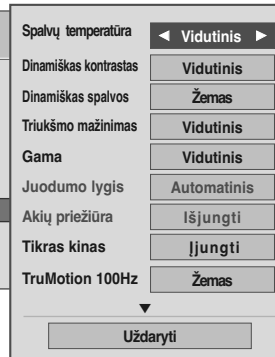 Spalvų temperatūra ◄ Vidutinis ►
Dinamiškas kontrastas Vidutinis
Dinamiškas spalvos Žemas
Triukšmo mažinimas Vidutinis
Gama Vidutinis
Juodumo lygis Automatinis
Akių priežiūra Išjungti
Tikras kinas Įjungti
TruMotion 100Hz Žemas
▼
Uždaryti